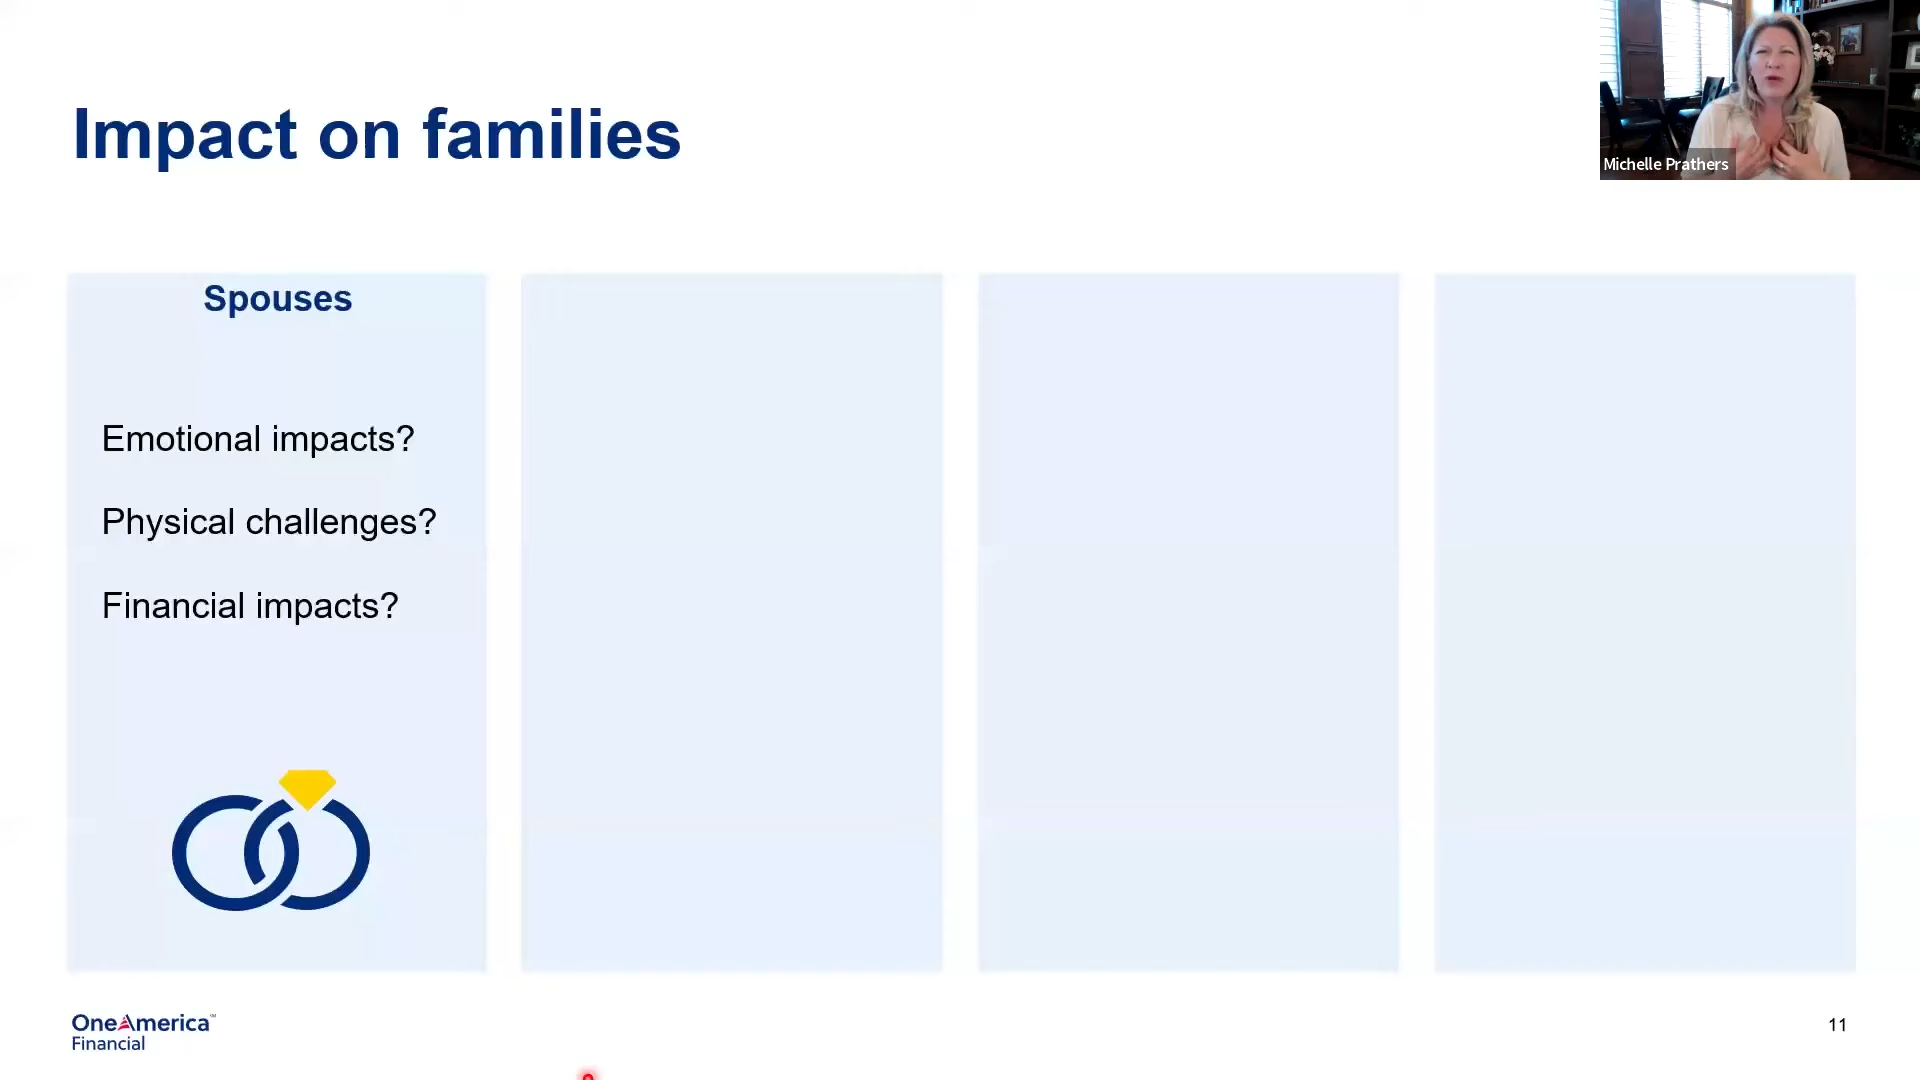 Impact on families
Michelle Prathers
Spouses
Emotional impacts?
Physical challenges?
Financial impacts?
OneAmerica
Financial
11